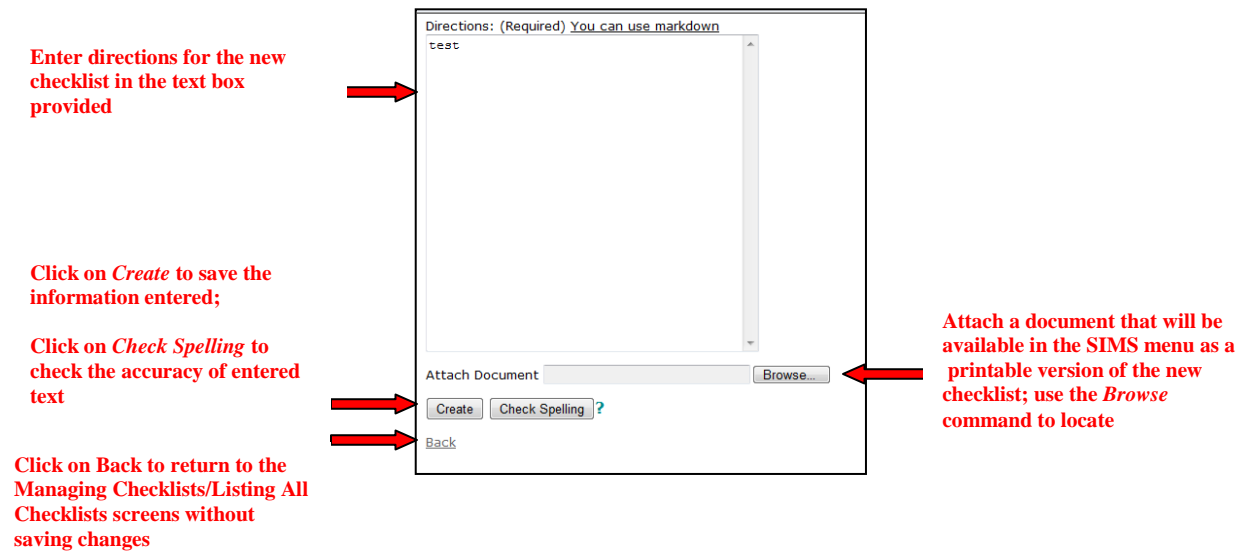 Directions: (Required) You can use markdown
test
Enter directions for the new
checklist in the text box
provided
Click on Create to save the
information entered;
Click on Check Spelling to
check the accuracy of entered
text
Attach a document that will be
available in the SIMS menu as a
printable version of the new
checklist; use the Browse
command to locate
Attach Document Browse...
Create Check Spelling ?
Back
Click on Back to return to the
Managing Checklists/Listing All
Checklists screens without
saving changes